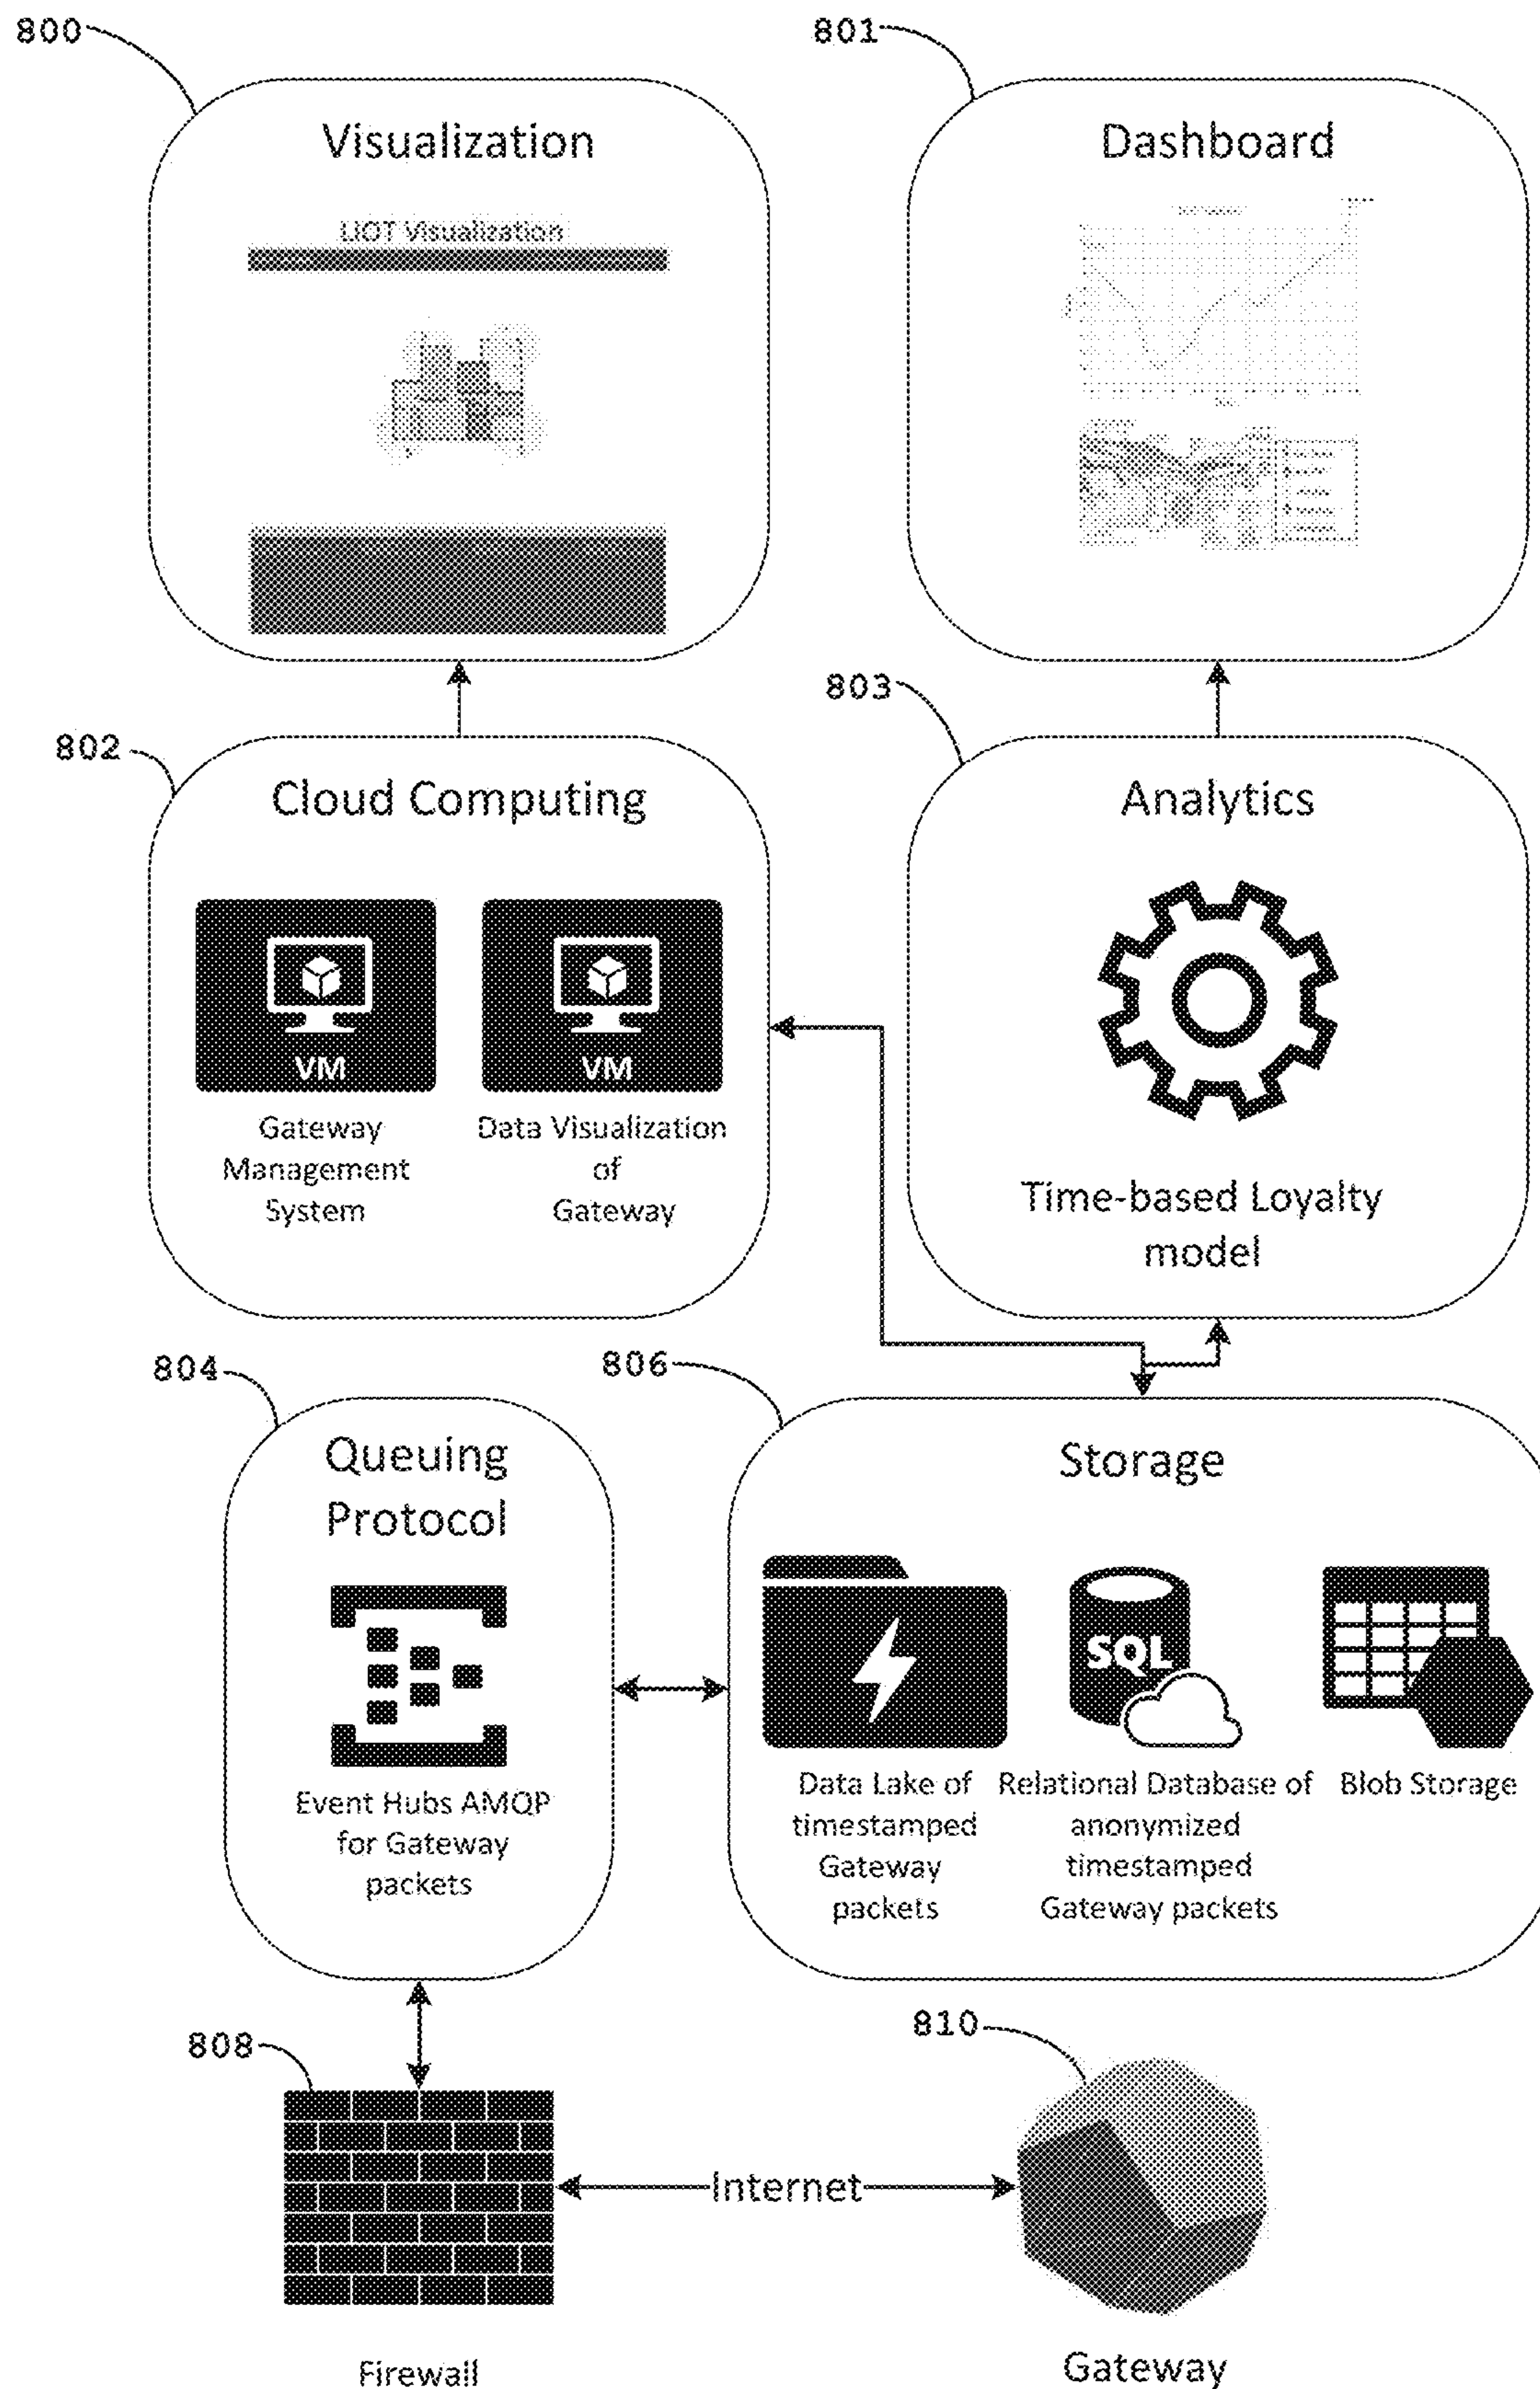 800
801
Visualization
Dashboard
LIOT Visualization
802
803
Cloud Computing
Analytics
VM
VM
Gateway
Management
System
Data Visualization
of
Gateway
Time-based Loyalty
model
804
806
Queuing
Protocol
Storage
SQL
Event Hubs AMQP
for Gateway
packets
Data Lake of
timestamped
Gateway
packets
Relational Database of
anonymized
timestamped
Gateway packets
Blob Storage
808
810
Internet
Firewall
Gateway